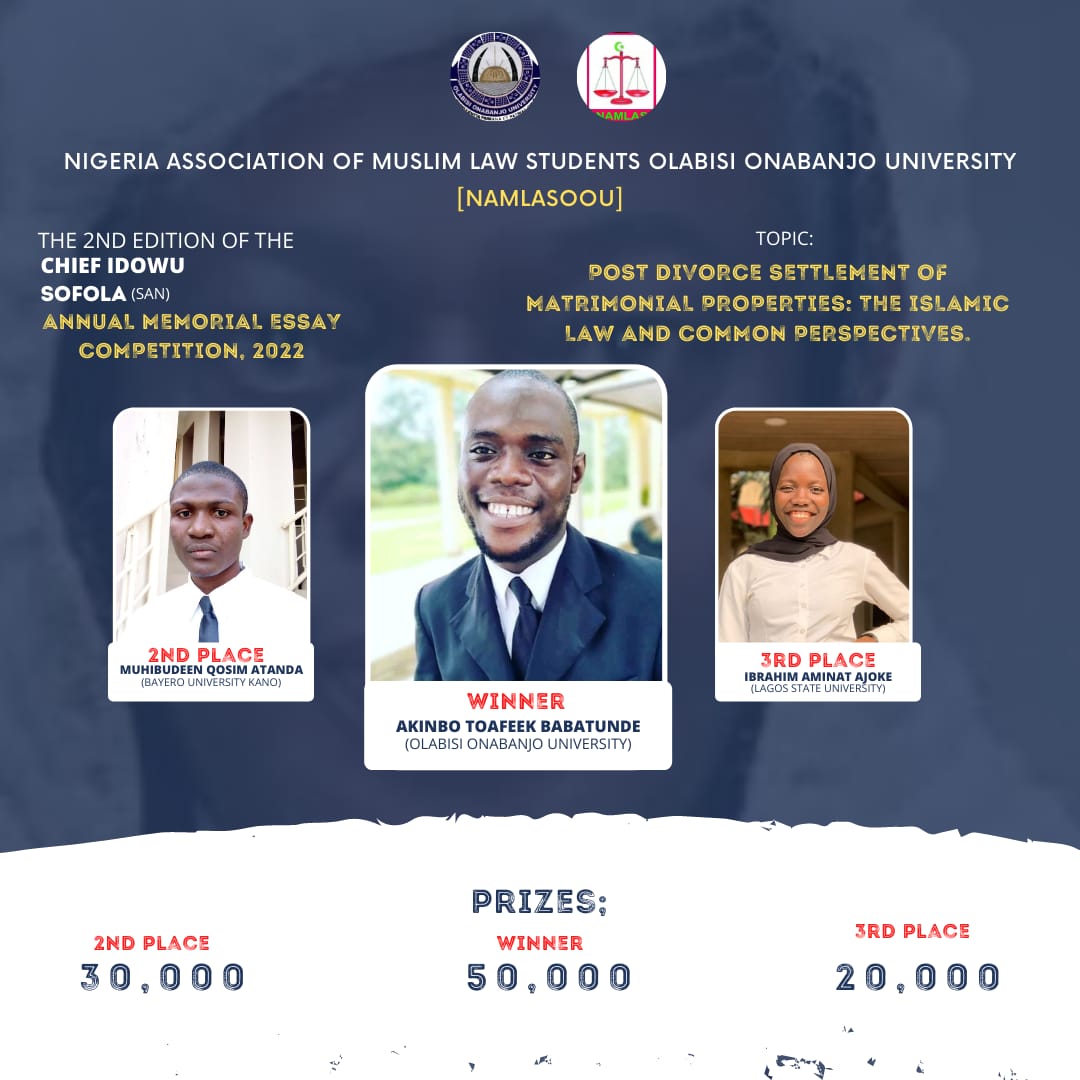 OLABISI ONABANJO UNIVERSITY
NAMLAS
NIGERIA ASSOCIATION OF MUSLIM LAW STUDENTS OLABISI ONABANJO UNIVERSITY
[NAMLASOOU]
THE 2ND EDITION OF THE
CHIEF IDOWU
SOFOLA (SAN)
ANNUAL MEMORIAL ESSAY
COMPETITION, 2022
TOPIC:
POST DIVORCE SETTLEMENT OF
MATRIMONIAL PROPERTIES: THE ISLAMIC
LAW AND COMMON PERSPECTIVES.
2ND PLACE
MUHIBUDEEN QOSIM ATANDA
(BAYERO UNIVERSITY KANO)
WINNER
AKINBO TOAFEEK BABATUNDE
(OLABISI ONABANJO UNIVERSITY)
3RD PLACE
IBRAHIM AMINAT AJOKE
(LAGOS STATE UNIVERSITY)
PRIZES;
2ND PLACE
30,000
WINNER
50,000
3RD PLACE
20,000